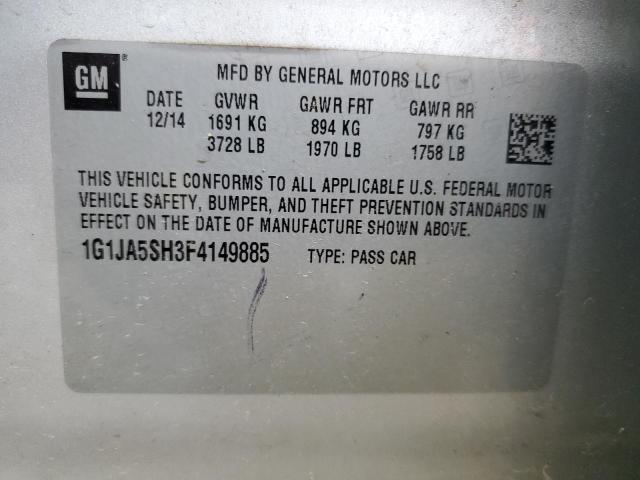 GM
MFD BY GENERAL MOTORS LLC
DATE GVWR GAWR FRT GAWR RR
12/14 1691 KG 894 KG 797 KG
3728 LB 1970 LB 1758 LB
THIS VEHICLE CONFORMS TO ALL APPLICABLE U.S. FEDERAL MOTOR
VEHICLE SAFETY, BUMPER, AND THEFT PREVENTION STANDARDS IN
EFFECT ON THE DATE OF MANUFACTURE SHOWN ABOVE.
1G1JA5SH3F4149885 TYPE: PASS CAR